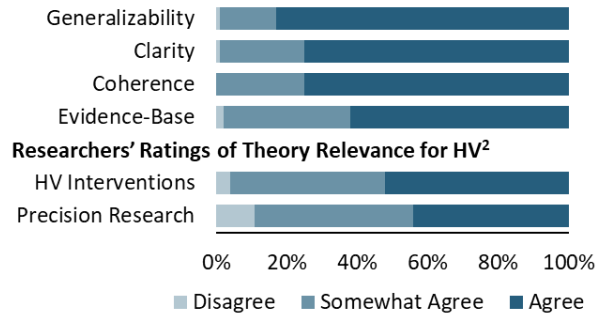 Generalizability
Clarity
Coherence
Evidence-Base
Researchers’ Ratings of Theory Relevance for HV²
HV Interventions
Precision Research
0% 20% 40% 60% 80% 100%
Disagree Somewhat Agree Agree